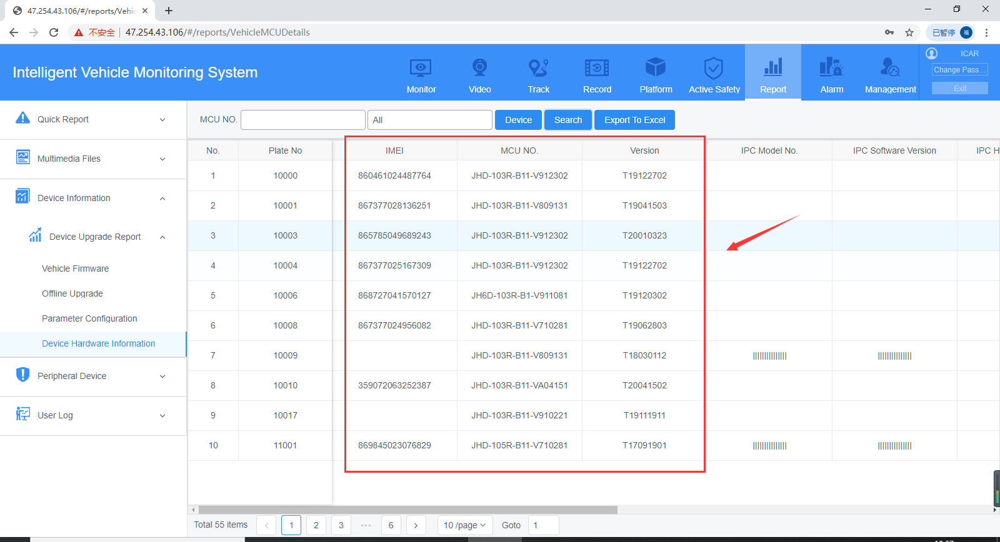 47.254.43.106/#/reports/Vehic
不安全 47.254.43.106/#/reports/VehicleMCUDetails 已暂停 福
Intelligent Vehicle Monitoring System
Monitor Video Track Record Platform Active Safety Report Alarm Management
ICAR
Change Pass...
Exit
Quick Report
Multimedia Files
Device Information
Device Upgrade Report
Vehicle Firmware
Offline Upgrade
Parameter Configuration
Device Hardware Information
Peripheral Device
User Log
MCU NO. All Device Search Export To Excel
No. Plate No IMEI MCU NO. Version IPC Model No. IPC Software Version IPC H
1 10000 860461024487764 JHD-103R-B11-V912302 T19122702
2 10001 867377028136251 JHD-103R-B11-V809131 T19041503
3 10003 865785049689243 JHD-103R-B11-V912302 T20010323
4 10004 867377025167309 JHD-103R-B11-V912302 T19122702
5 10006 868727041570127 JH6D-103R-B1-V911081 T19120302
6 10008 867377024956082 JHD-103R-B11-V710281 T19062803
7 10009 JHD-103R-B11-V809131 T18030112 ||||||||||||||| |||||||||||||||
8 10010 359072063252387 JHD-103R-B11-VA04151 T20041502
9 10017 JHD-103R-B11-V910221 T19111911
10 11001 869845023076829 JHD-105R-B11-V710281 T17091901 ||||||||||||||| |||||||||||||||
Total 55 items 1 2 3 ••• 6 10 /page Goto 1